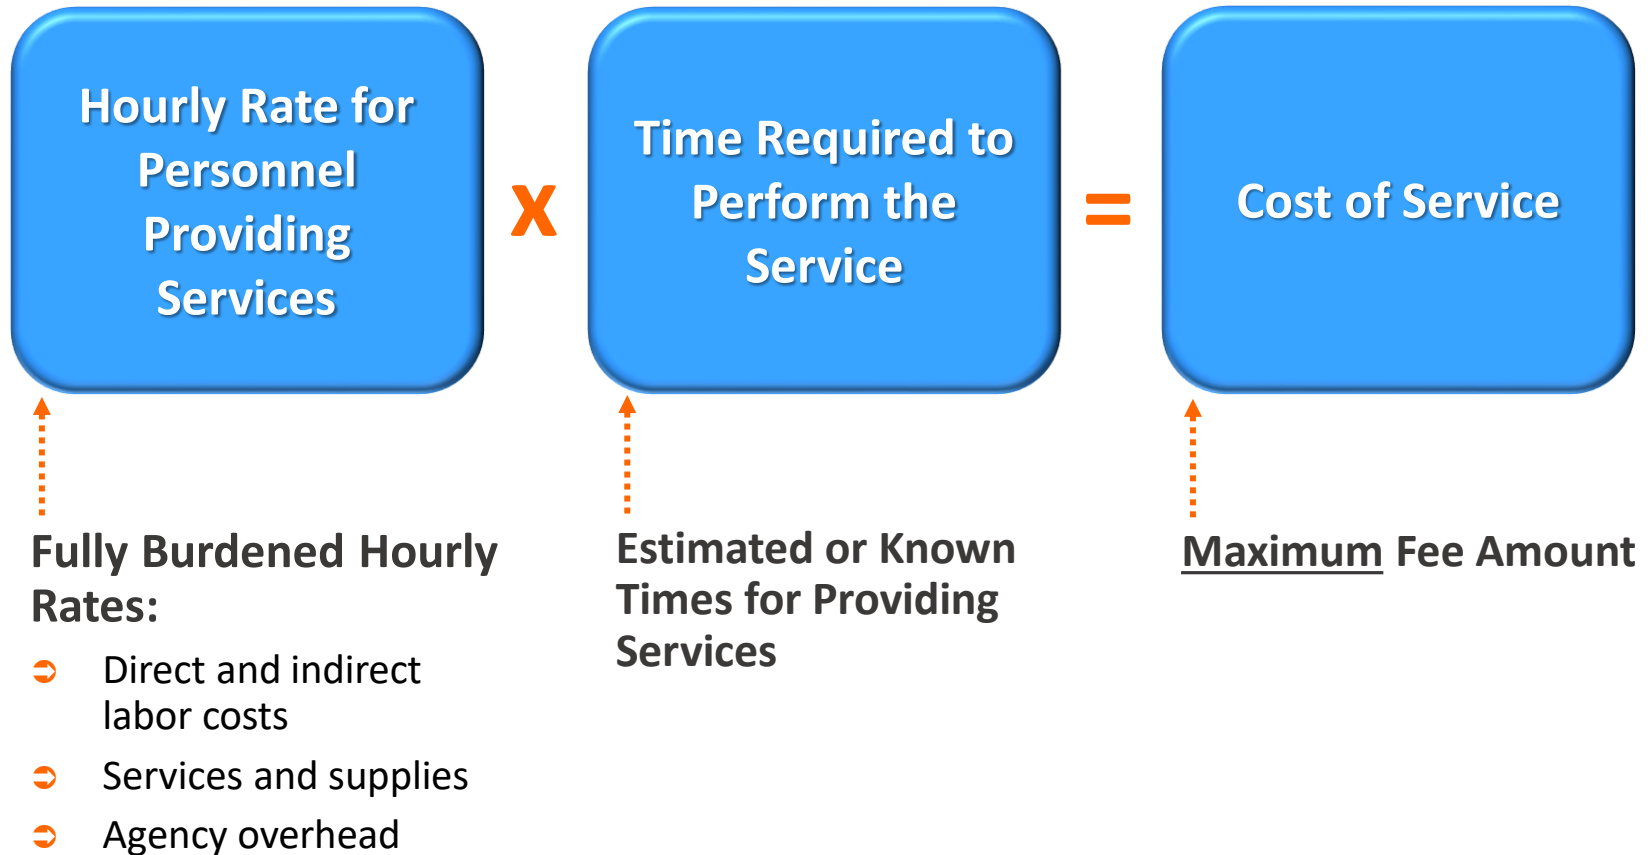 Hourly Rate for
Personnel
Providing
Services
x
Time Required to
Perform the
Service
=
Cost of Service
Fully Burdened Hourly
Rates:
Direct and indirect
labor costs
Services and supplies
Agency overhead
Estimated or Known
Times for Providing
Services
Maximum Fee Amount